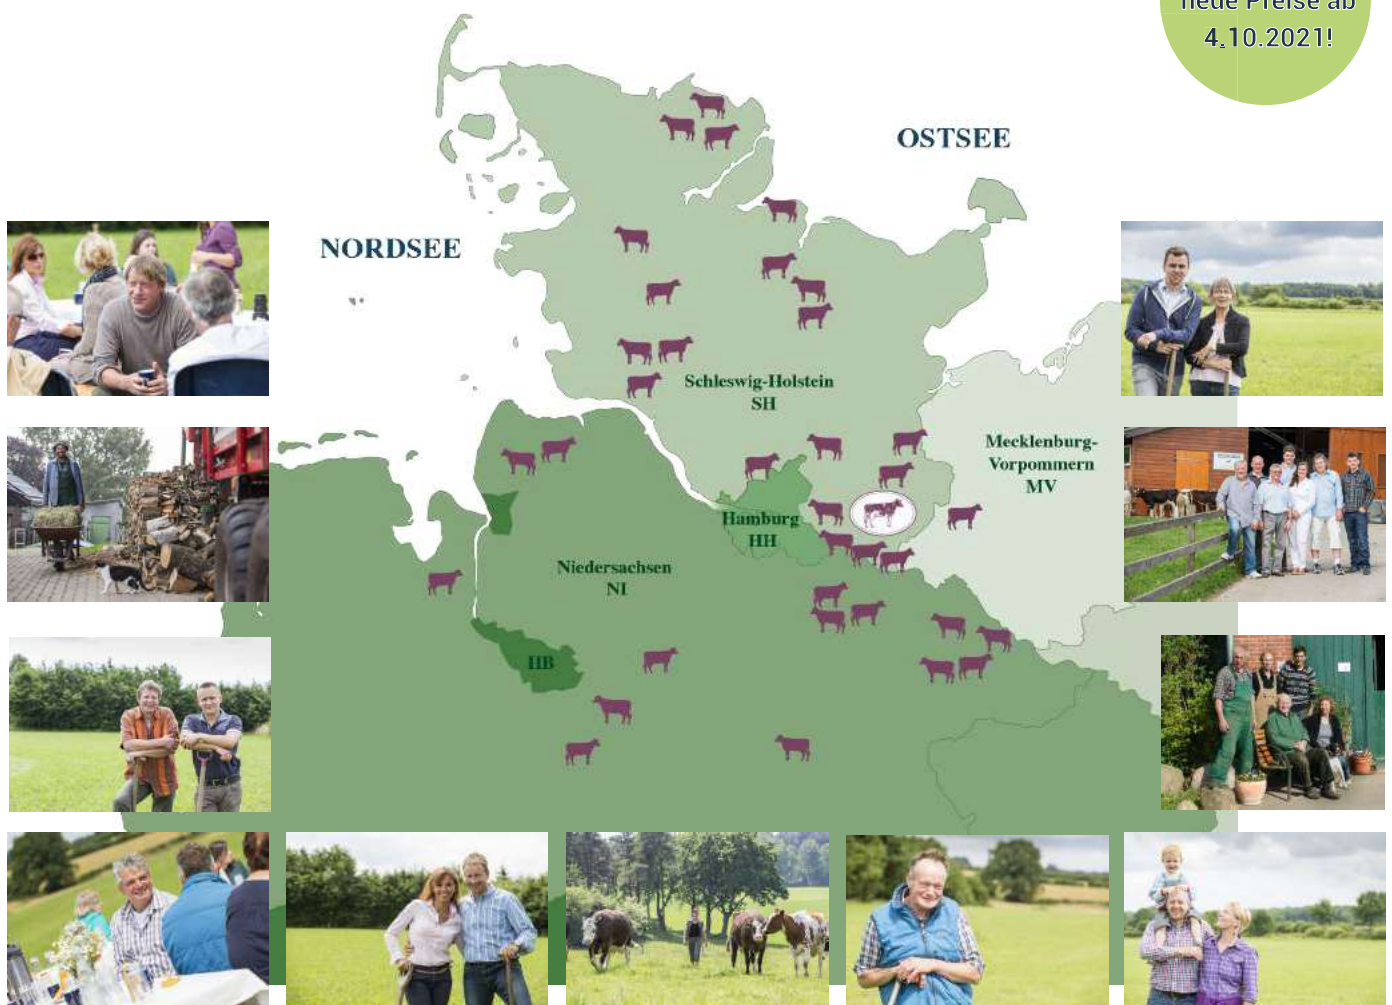 neue Preise ab
4.10.2021!
OSTSEE
NORDSEE
Schleswig-Holstein
SH
Mecklenburg-
Vorpommern
MV
Hamburg
HH
Niedersachsen
NI
HB